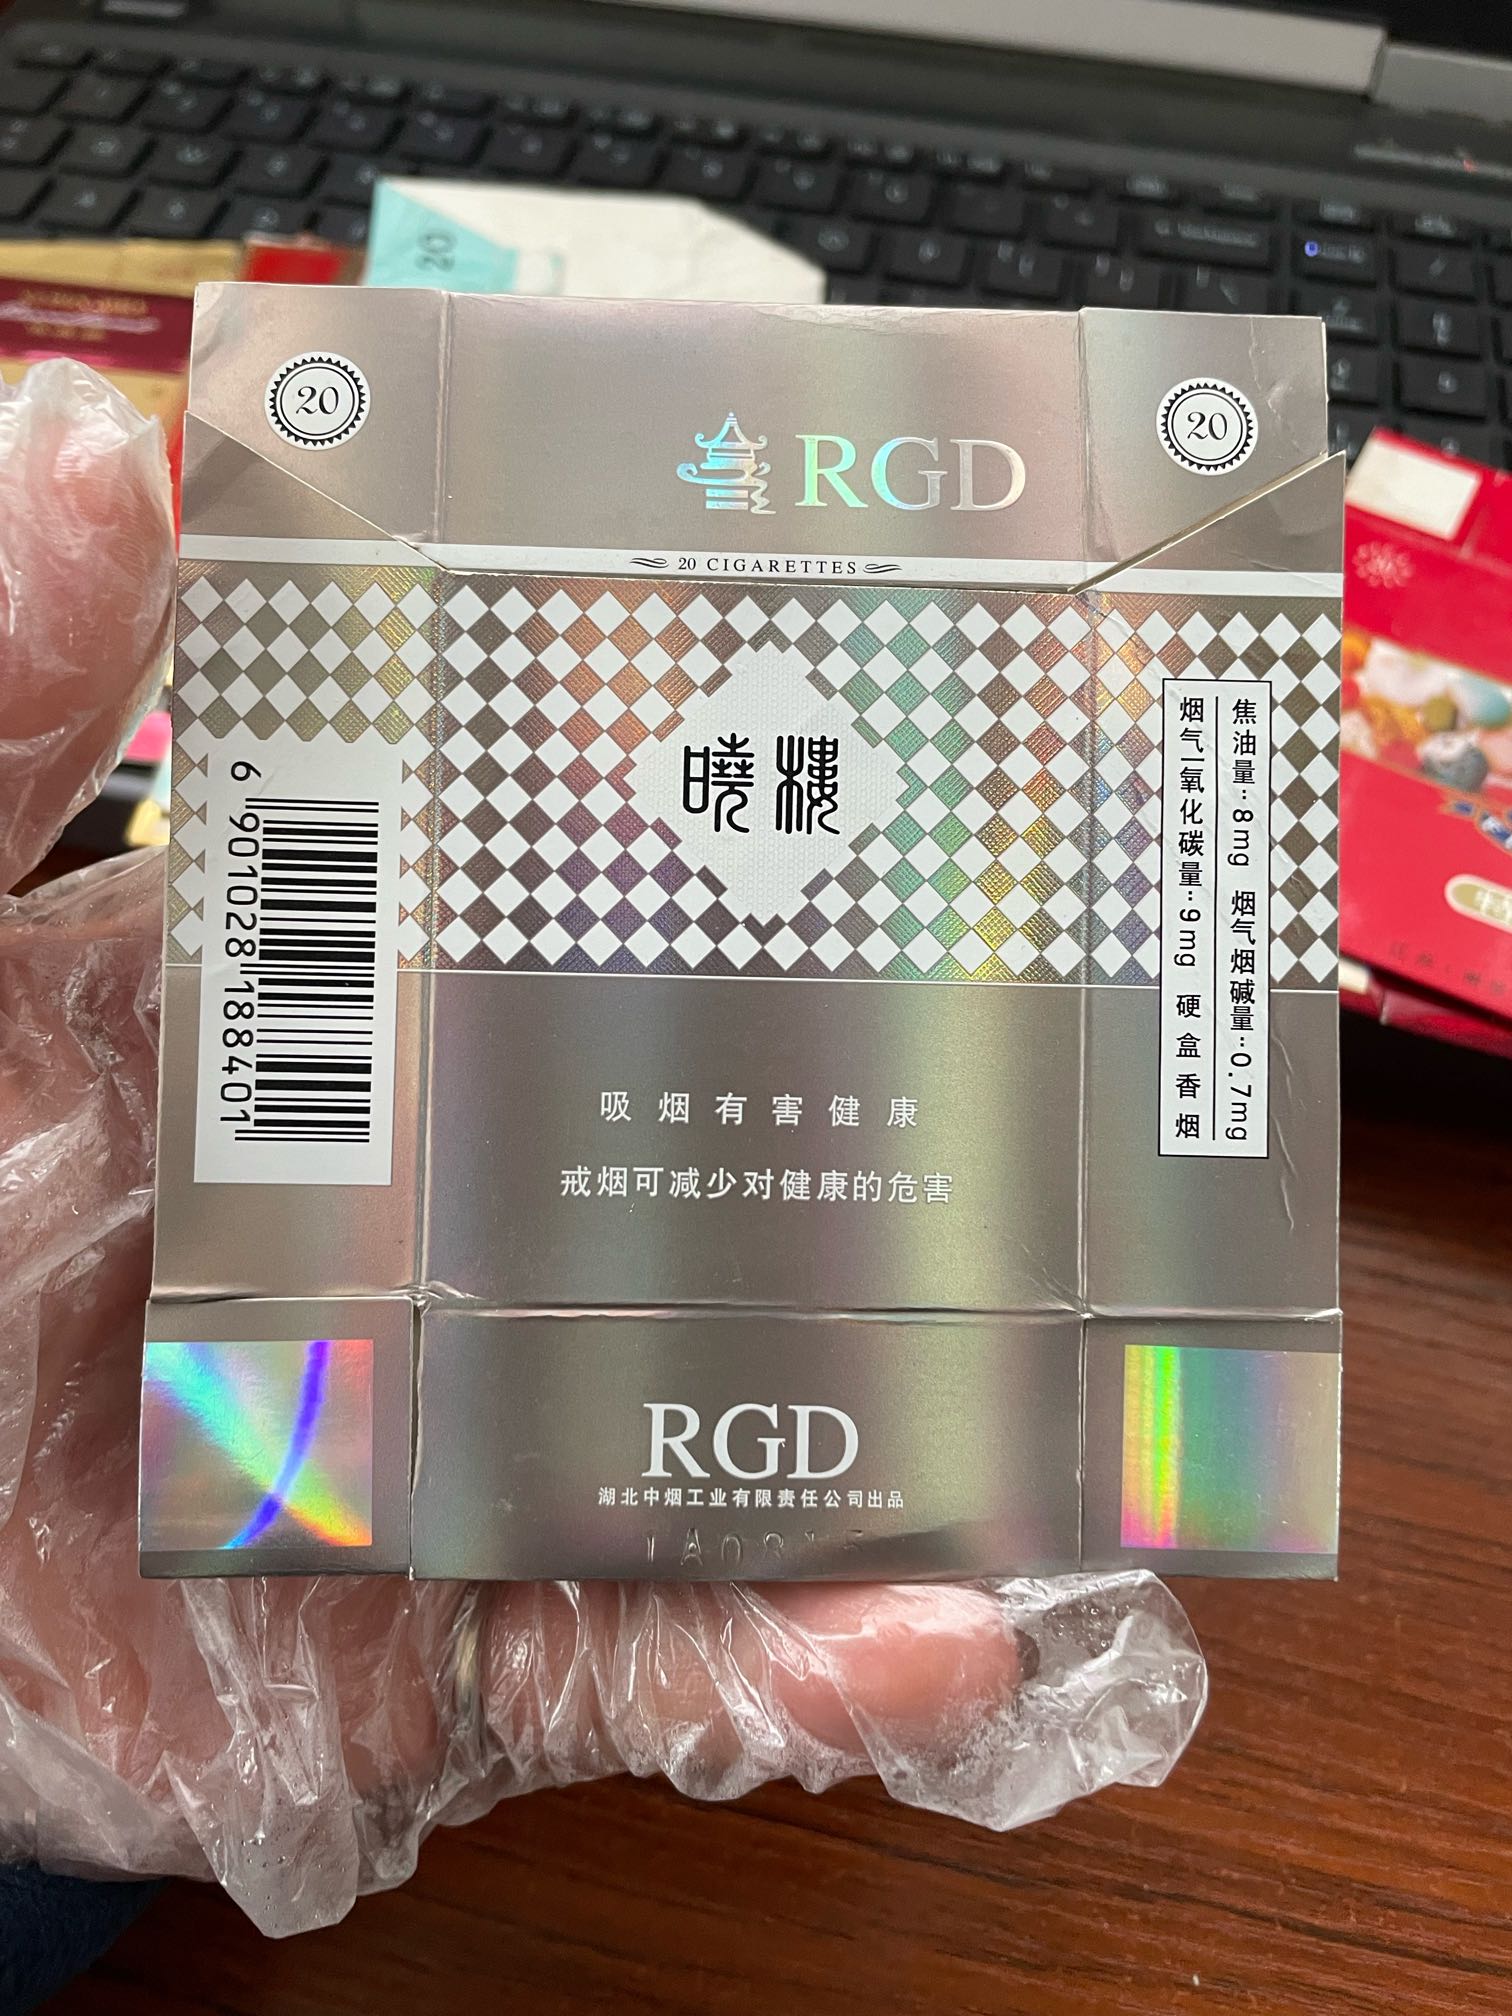 20
20
20
RGD
20 CIGARETTES
曉樓
6 901028 188401
焦油量:8mg 烟气烟碱量:0.7mg
烟气一氧化碳量:9mg 硬盒香烟
吸烟有害健康
戒烟可减少对健康的危害
RGD
湖北中烟工业有限责任公司出品